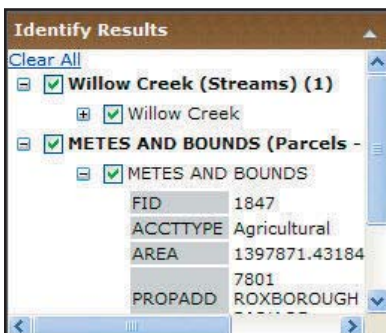 Identify Results
Clear All
Willow Creek (Streams) (1)
Willow Creek
METES AND BOUNDS (Parcels -
METES AND BOUNDS
FID 1847
ACCTTYPE Agricultural
AREA 1397871.43184
7801
PROPADD ROXBOROUGH